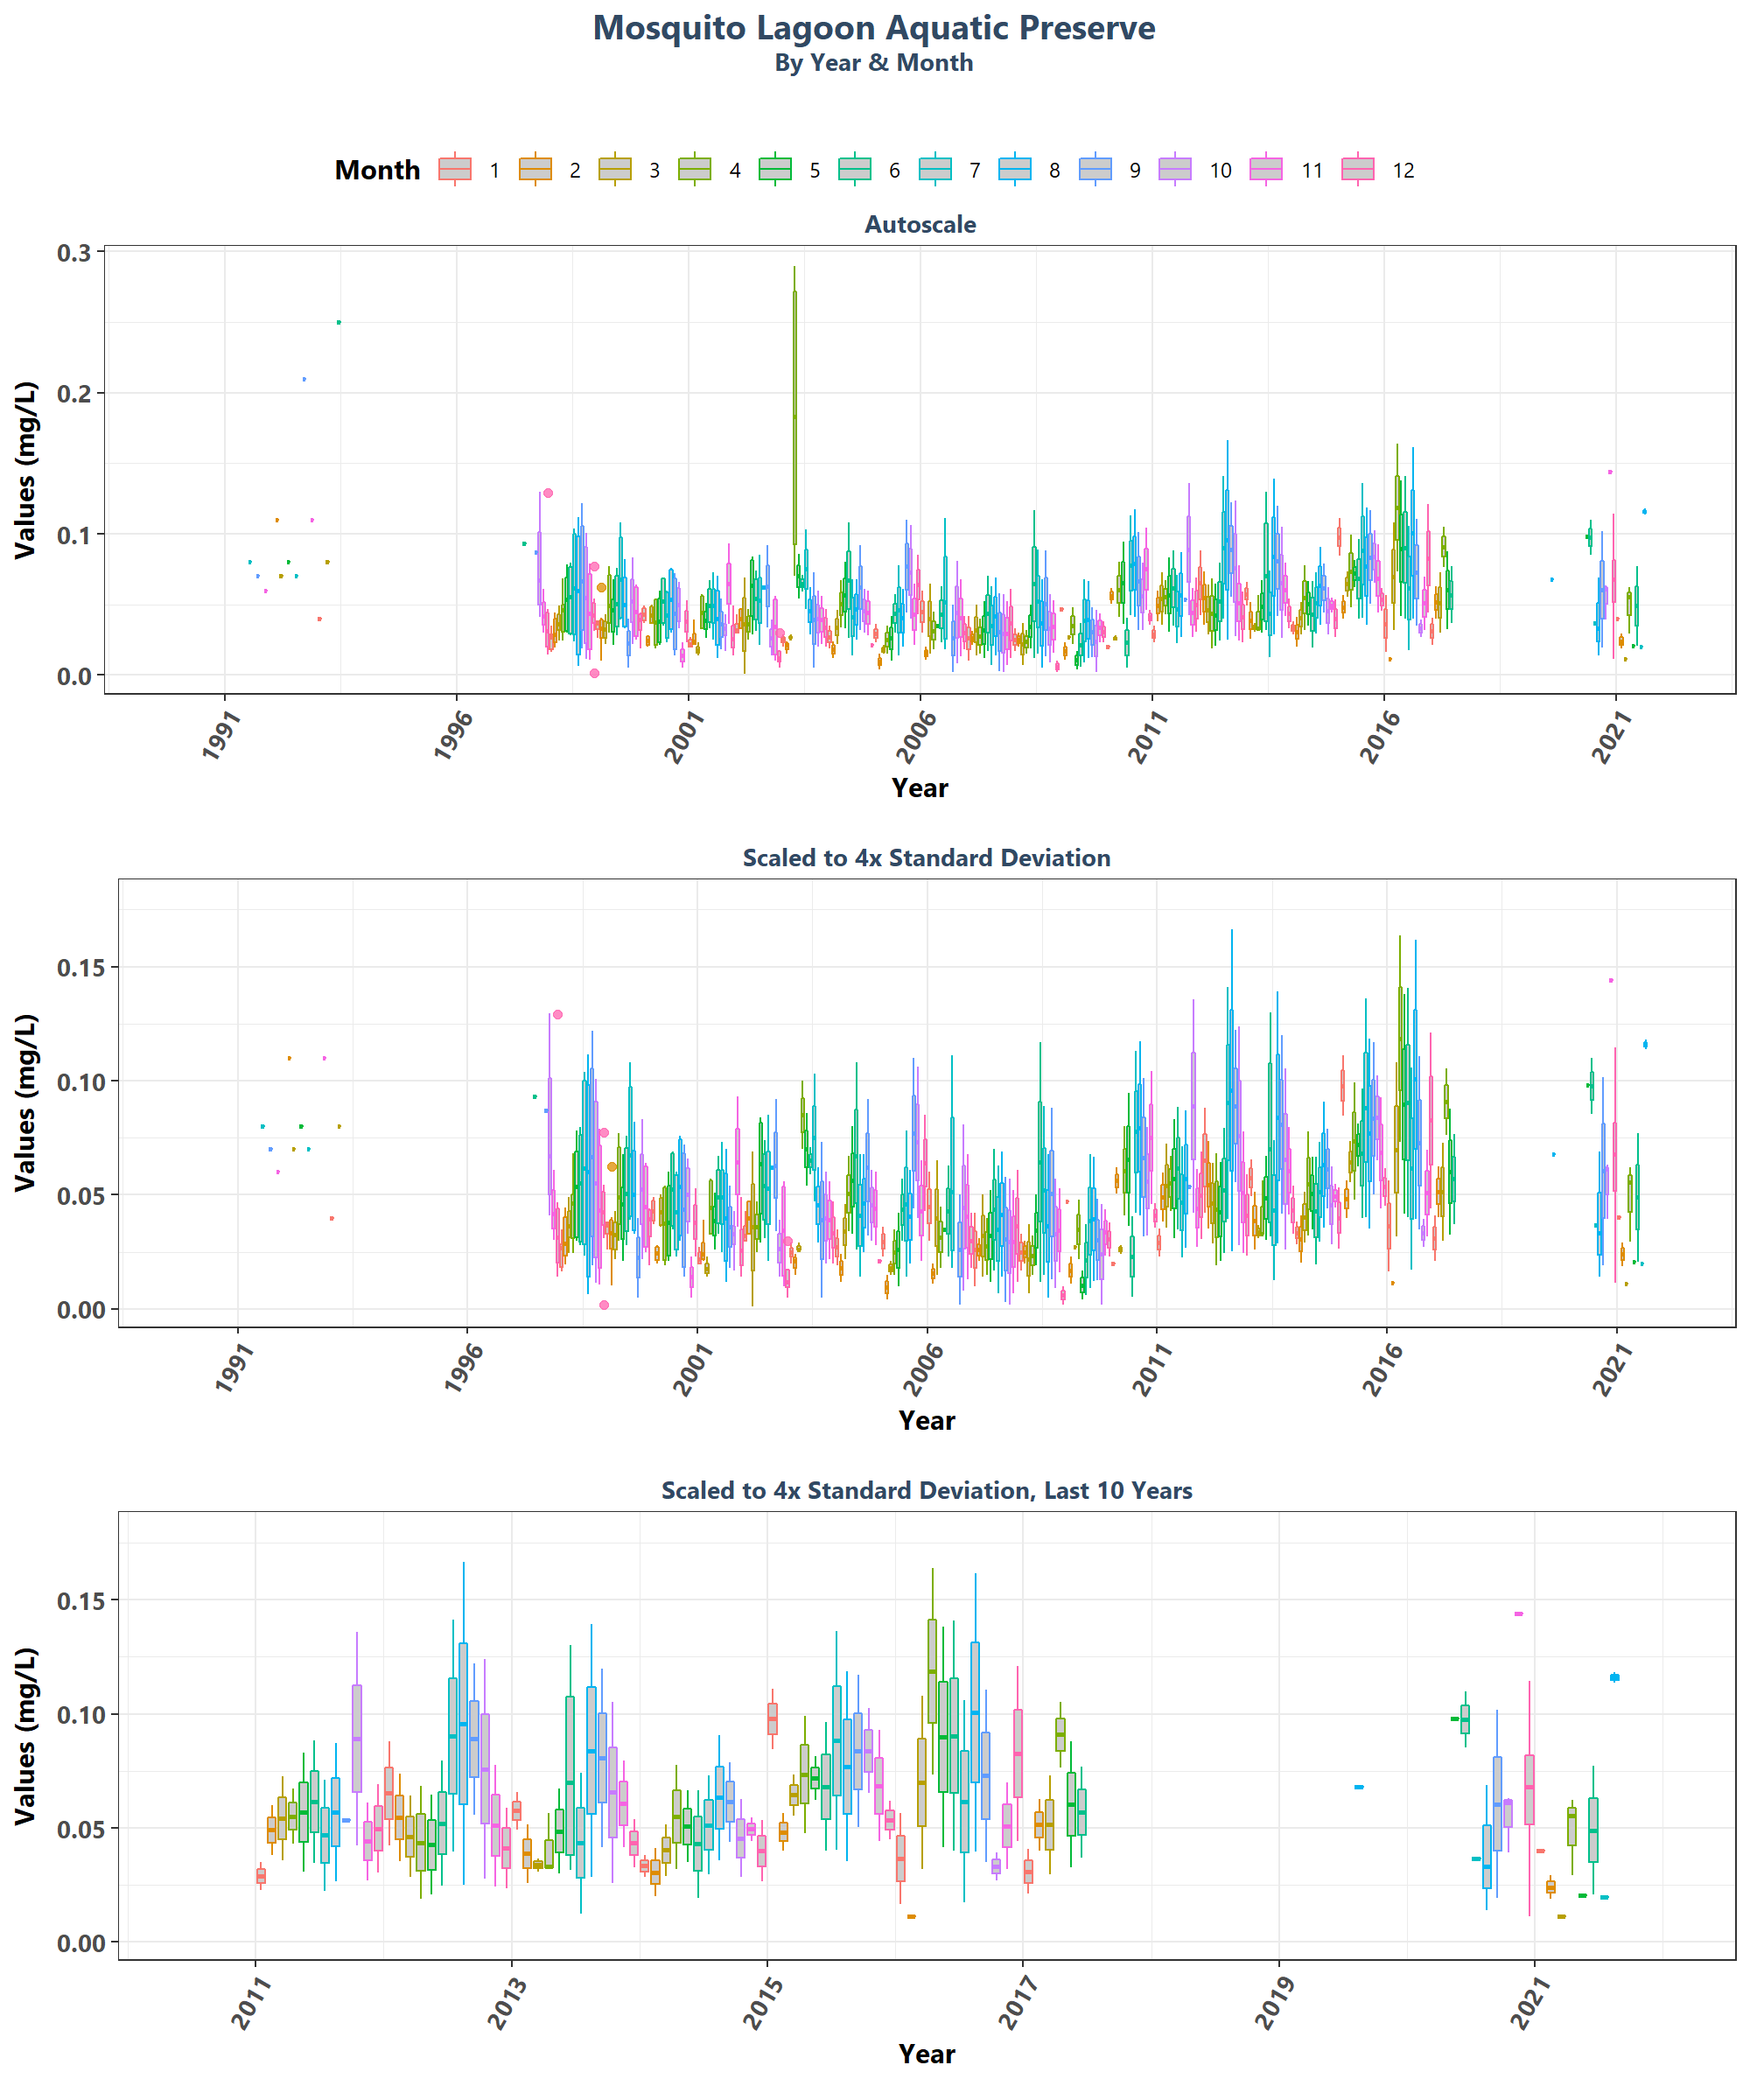 Mosquito Lagoon Aquatic Preserve
By Year & Month
Month 1 2 3 4 5 6 7 8 9 10 11 12
Autoscale
Values (mg/L)
0.3
0.2
0.1
0.0
1991 1996 2001 2006 2011 2016 2021
Year
Scaled to 4x Standard Deviation
Values (mg/L)
0.15
0.10
0.05
0.00
1991 1996 2001 2006 2011 2016 2021
Year
Scaled to 4x Standard Deviation, Last 10 Years
Values (mg/L)
0.15
0.10
0.05
0.00
2011 2013 2015 2017 2019 2021
Year